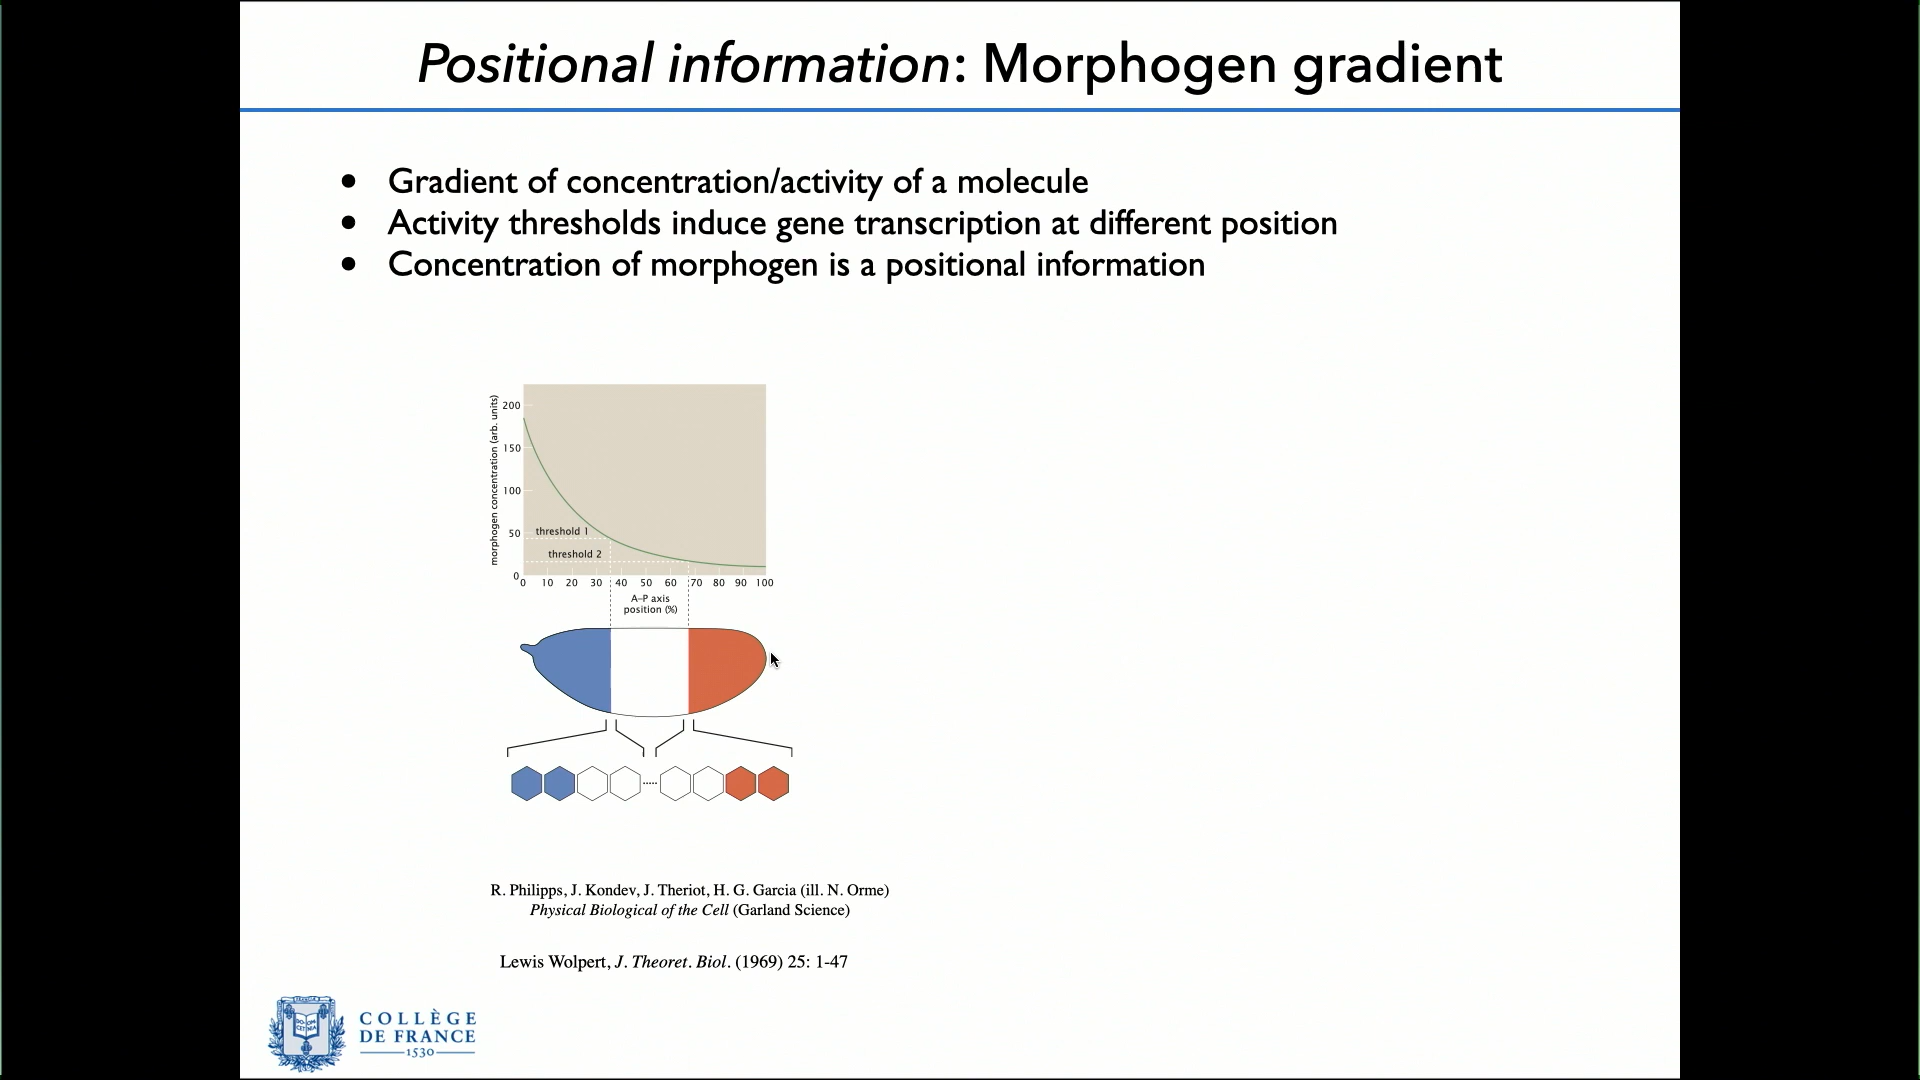 Positional information: Morphogen gradient
• Gradient of concentration/activity of a molecule
• Activity thresholds induce gene transcription at different position
• Concentration of morphogen is a positional information
morphogen concentration (arb. units)
200
150
100
50
0
threshold 1
threshold 2
0 10 20 30 40 50 60 70 80 90 100
A–P axis
position (%)
R. Philipps, J. Kondev, J. Theriot, H. G. Garcia (ill. N. Orme)
Physical Biological of the Cell (Garland Science)
Lewis Wolpert, J. Theoret. Biol. (1969) 25: 1-47
COLLÈGE
DE FRANCE
1530